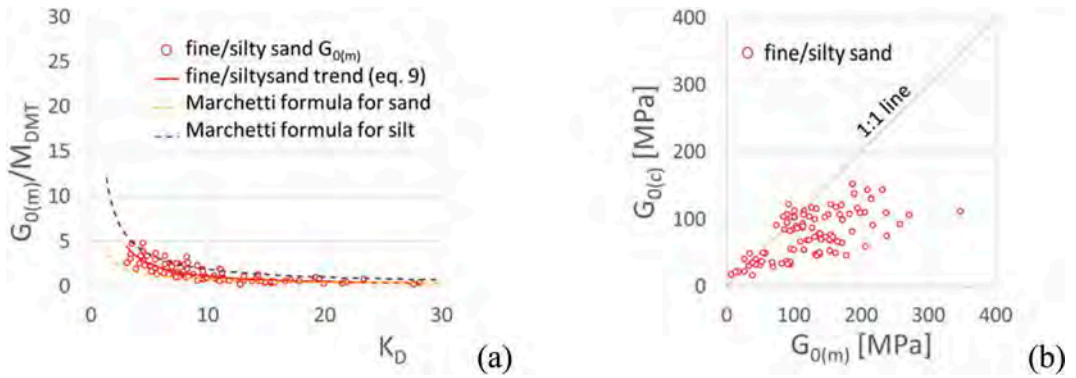 30
25
20
15
10
5
0
G0(m)/MDMT
fine/silty sand G0(m)
fine/siltysand trend (eq. 9)
Marchetti formula for sand
Marchetti formula for silt
0 10 20 30
KD
(a)
400
300
200
100
0
G0(c) [MPa]
fine/silty sand
1:1 line
0 100 200 300 400
G0(m) [MPa]
(b)